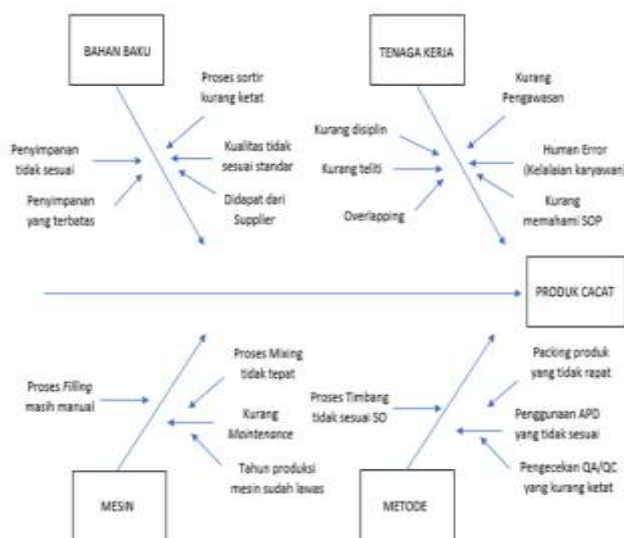 BAHAN BAKU
Proses sortir
kurang ketat
Penyimpanan
tidak sesuai
Kualitas tidak
sesuai standar
Penyimpanan
yang terbatas
Didapat dari
Supplier
TENAGA KERJA
Kurang
Pengawasan
Kurang disiplin
Kurang teliti
Human Error
(Kelalaian karyawan)
Overlapping
Kurang
memahami SOP
PRODUK CACAT
Proses Filling
masih manual
Proses Mixing
tidak tepat
Kurang
Maintenance
Tahun produksi
mesin sudah lawas
MESIN
Proses Timbang
tidak sesuai SO
Packing produk
yang tidak rapat
Penggunaan APD
yang tidak sesuai
Pengecekan QA/QC
yang kurang ketat
METODE